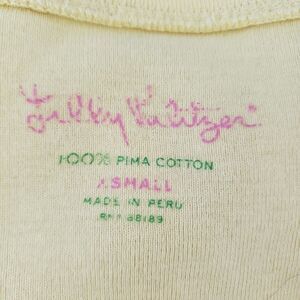 Lilly Pulitzer
100% PIMA COTTON
XSMALL
MADE IN PERU
RN# 68189